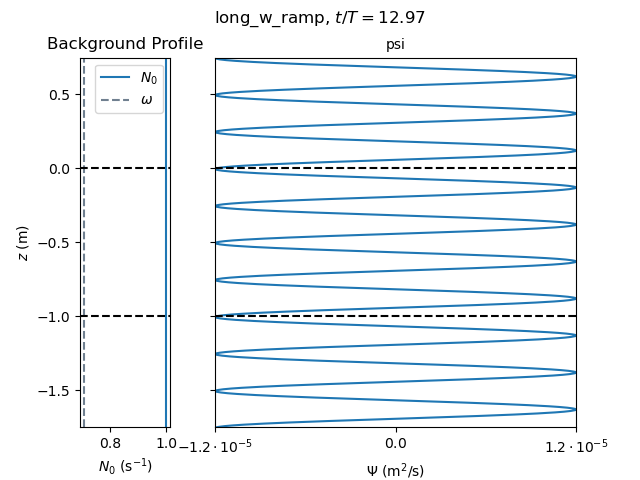 long_w_ramp, t/T = 12.97
Background Profile
psi
N₀
ω
0.5
0.0
−0.5
−1.0
−1.5
z (m)
0.8
1.0
−1.2 · 10⁻⁵
0.0
1.2 · 10⁻⁵
N₀ (s⁻¹)
Ψ (m²/s)